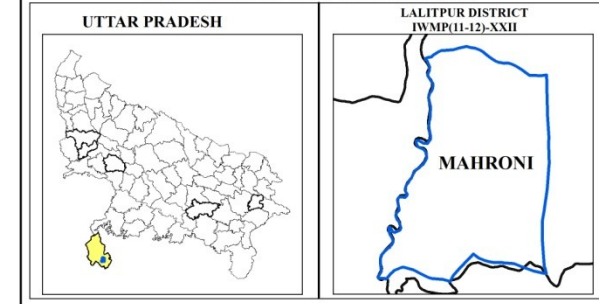 UTTAR PRADESH
LALITPUR DISTRICT
IWMP(11-12)-XXII
MAHRONI